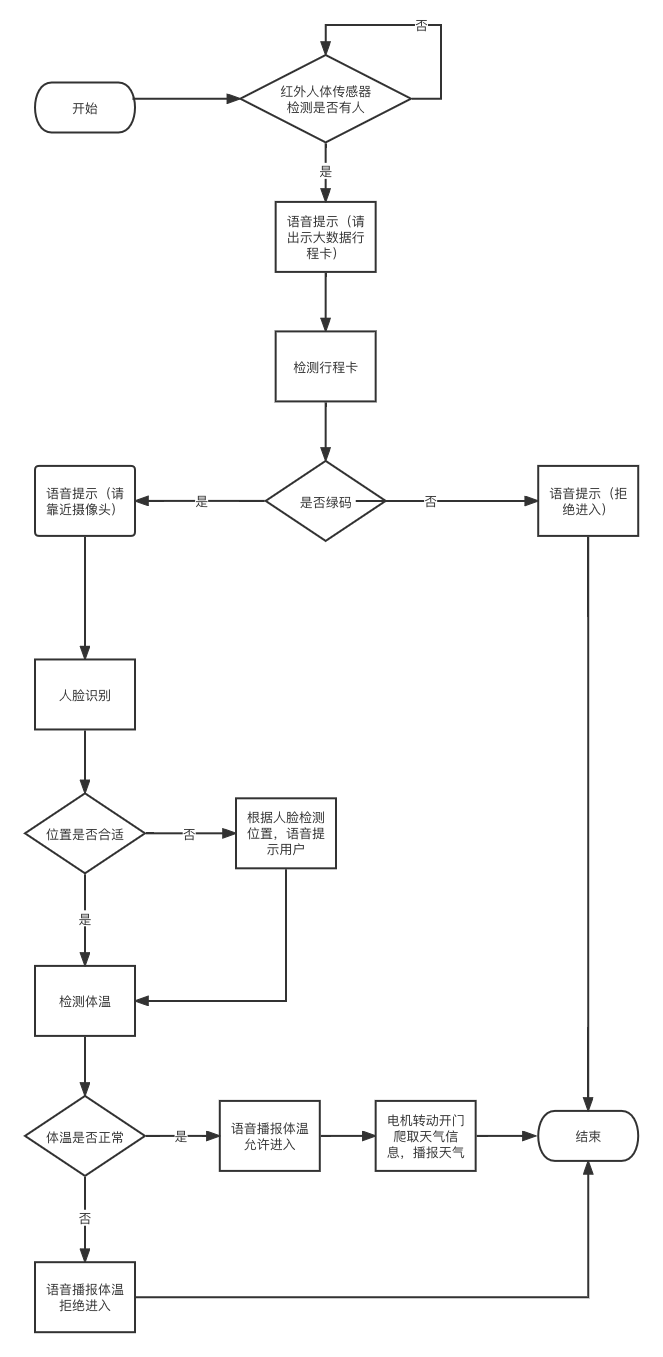 否
红外人体传感器
检测是否有人
开始
是
语音提示（请
出示大数据行
程卡）
检测行程卡
语音提示（请
靠近摄像头）
是
是否绿码
否
语音提示（拒
绝进入）
人脸识别
位置是否合适
否
根据人脸检测
位置，语音提
示用户
是
检测体温
体温是否正常
是
语音播报体温
允许进入
电机转动开门
爬取天气信
息，播报天气
结束
否
语音播报体温
拒绝进入